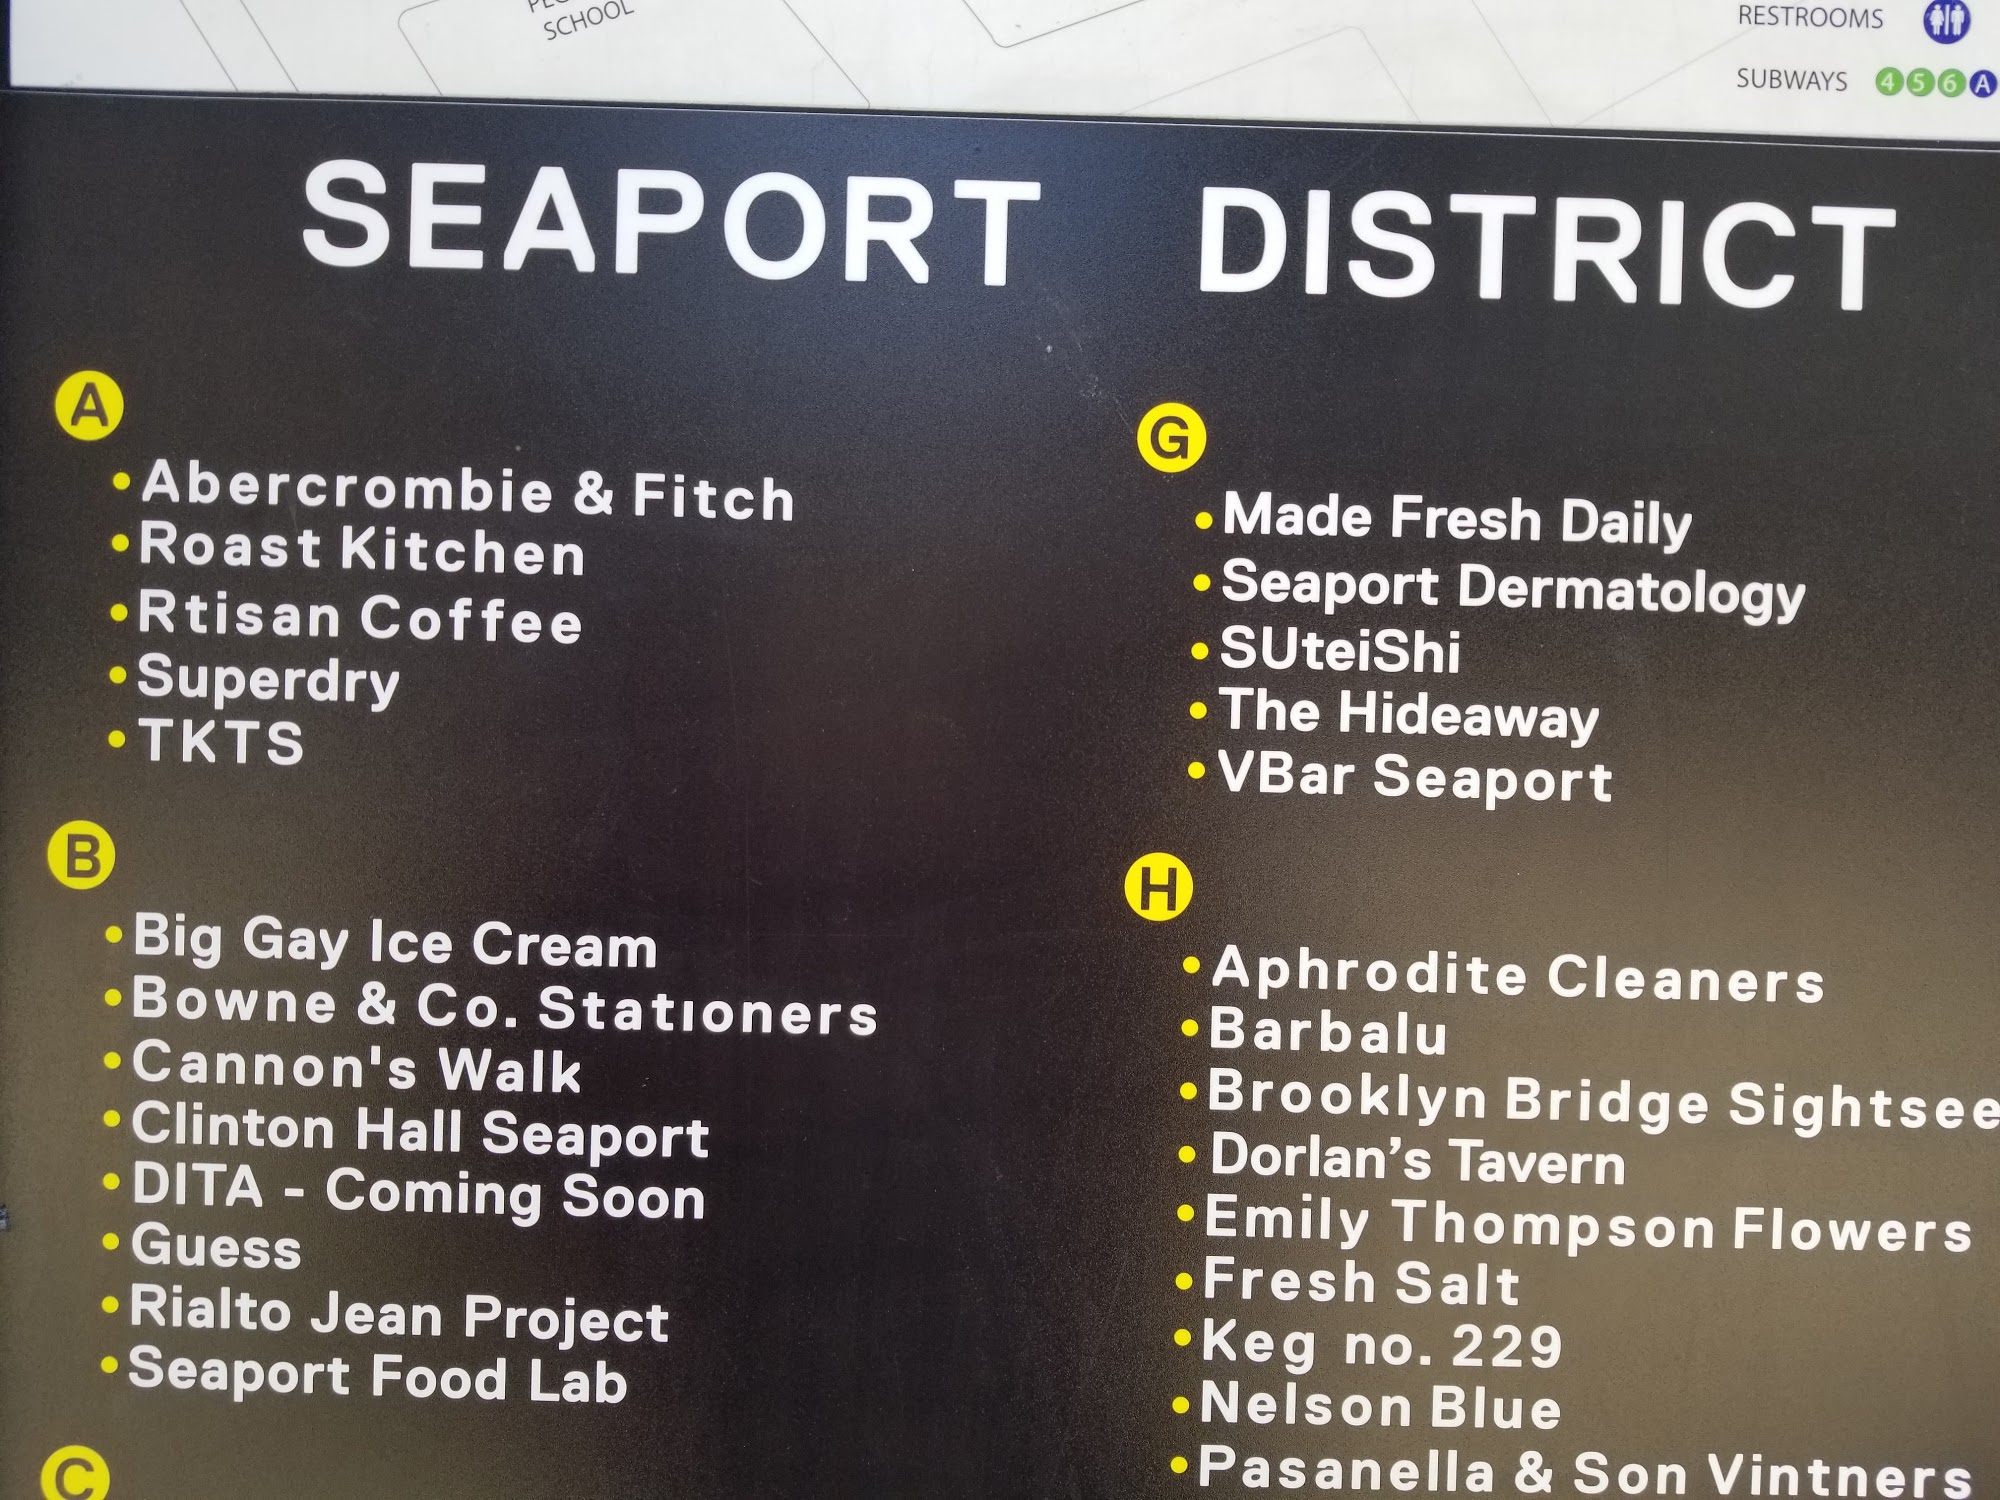 SCHOOL
RESTROOMS
SUBWAYS 4 5 6 A
SEAPORT DISTRICT
A
•Abercrombie & Fitch
•Roast Kitchen
•Rtisan Coffee
•Superdry
•TKTS
B
•Big Gay Ice Cream
•Bowne & Co. Stationers
•Cannon's Walk
•Clinton Hall Seaport
•DITA - Coming Soon
•Guess
•Rialto Jean Project
•Seaport Food Lab
C
G
•Made Fresh Daily
•Seaport Dermatology
•SUteiShi
•The Hideaway
•VBar Seaport
H
•Aphrodite Cleaners
•Barbalu
•Brooklyn Bridge Sightsee
•Dorlan’s Tavern
•Emily Thompson Flowers
•Fresh Salt
•Keg no. 229
•Nelson Blue
•Pasanella & Son Vintners